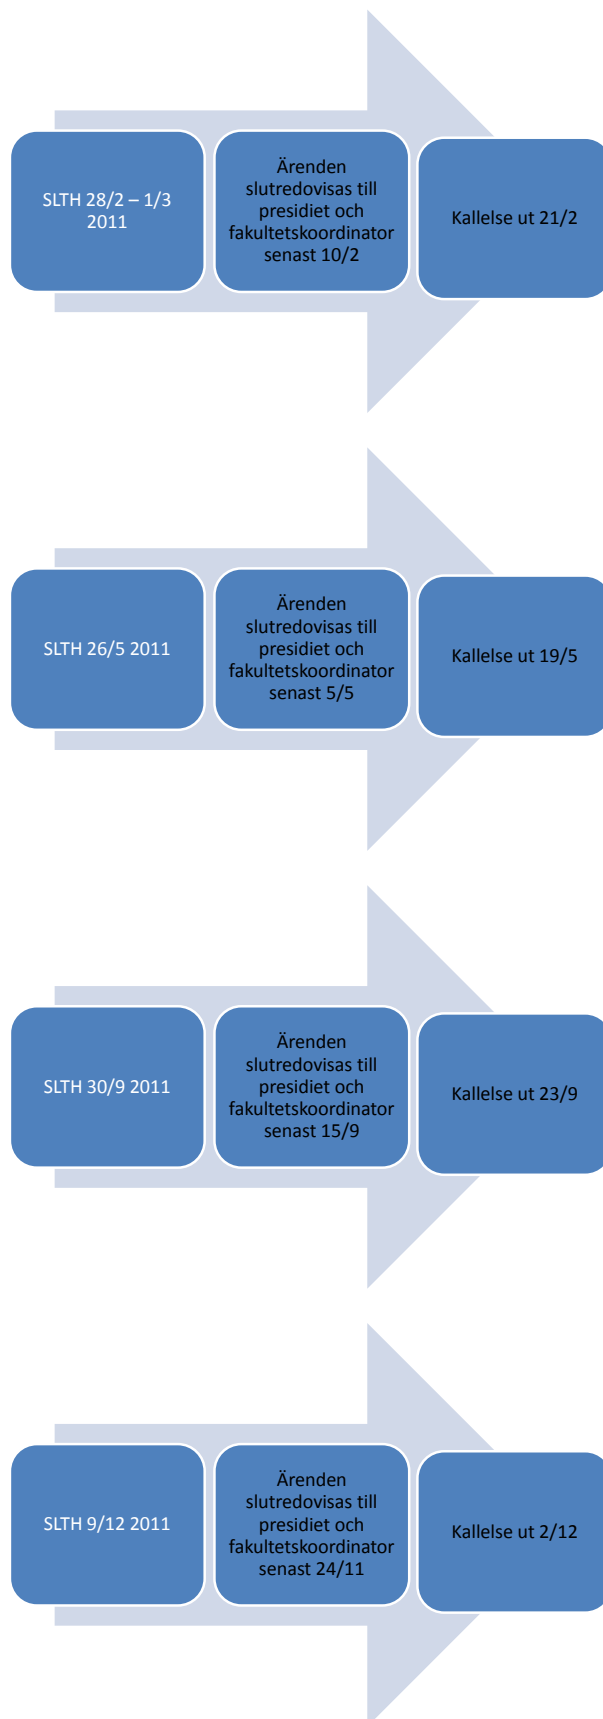 SLTH 28/2 – 1/3
2011
Ärenden
slutredovisas till
presidiet och
fakultetskoordinator
senast 10/2
Kallelse ut 21/2
SLTH 26/5 2011
Ärenden
slutredovisas till
presidiet och
fakultetskoordinator
senast 5/5
Kallelse ut 19/5
SLTH 30/9 2011
Ärenden
slutredovisas till
presidiet och
fakultetskoordinator
senast 15/9
Kallelse ut 23/9
SLTH 9/12 2011
Ärenden
slutredovisas till
presidiet och
fakultetskoordinator
senast 24/11
Kallelse ut 2/12